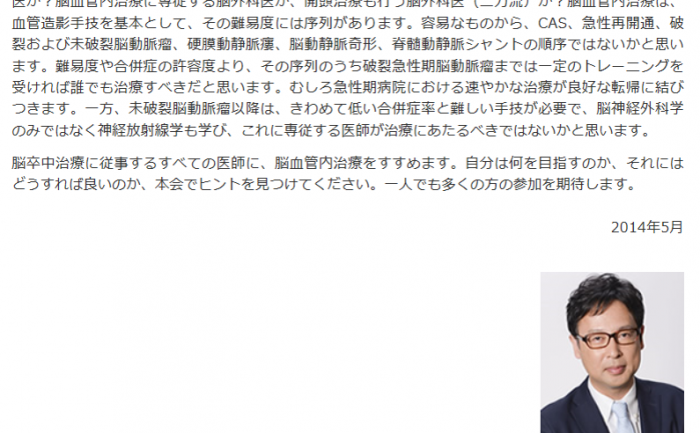 医か？脳血管内治療に専従する脳外科医か、開頭治療も行う脳外科医（二刀流）か？脳血管内治療は、
血管造影手技を基本として、その難易度には序列があります。容易なものから、CAS、急性再開通、破
裂および未破裂脳動脈瘤、硬膜動静脈瘻、脳動静脈奇形、脊髄動静脈シャントの順序ではないかと思い
ます。難易度や合併症の許容度より、その序列のうち破裂急性期脳動脈瘤までは一定のトレーニングを
受ければ誰でも治療すべきだと思います。むしろ急性期病院における速やかな治療が良好な転帰に結び
つきます。一方、未破裂脳動脈瘤以降は、きわめて低い合併症率と難しい手技が必要で、脳神経外科学
のみではなく神経放射線学も学び、これに専従する医師が治療にあたるべきではないかと思います。
脳卒中治療に従事するすべての医師に、脳血管内治療をすすめます。自分は何を目指すのか、それには
どうすれば良いのか、本会でヒントを見つけてください。一人でも多くの方の参加を期待します。
2014年5月